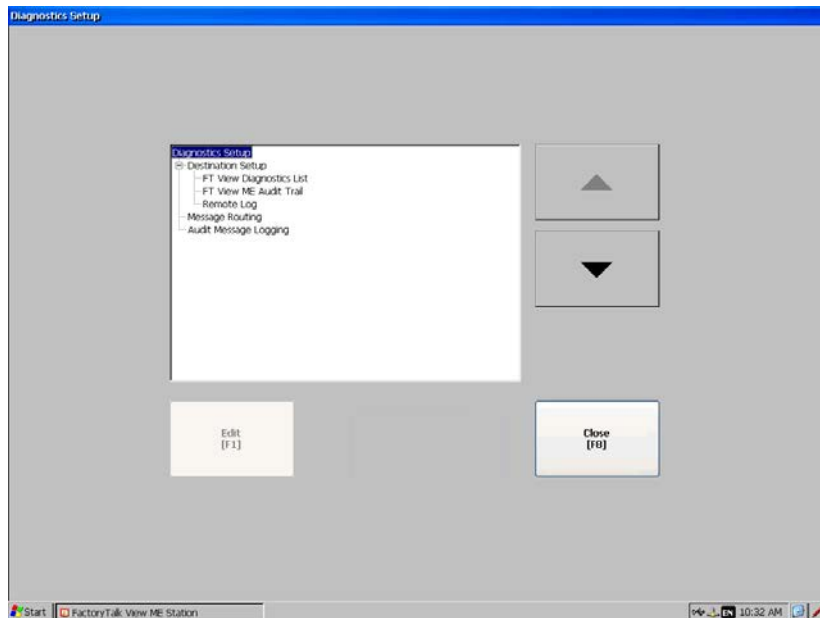 Diagnostics Setup
Diagnostics Setup
Destination Setup
FT View Diagnostics List
FT View ME Audit Trail
Remote Log
Message Routing
Audit Message Logging
Edit
[F1]
Close
[F8]
Start
FactoryTalk View ME Station
EN
10:32 AM